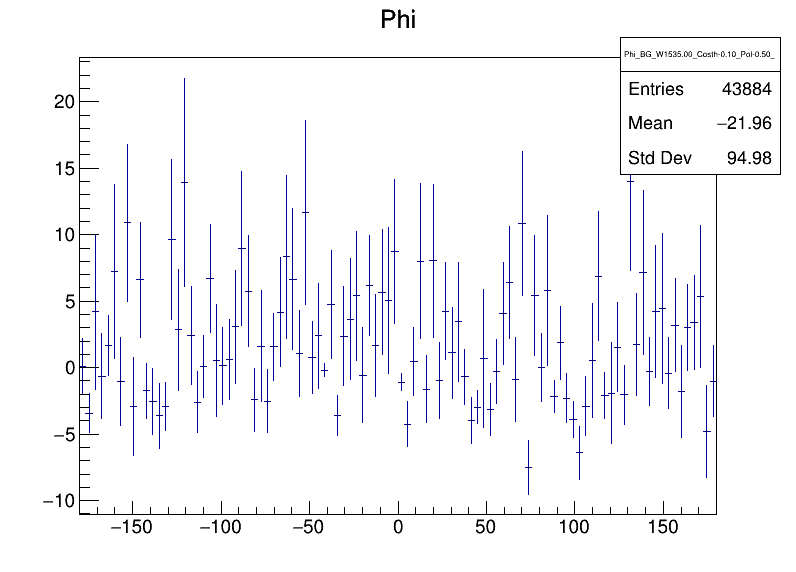 Phi
Phi_BG_W1535.00_Costh-0.10_Pol-0.50_
Entries 43884
Mean −21.96
Std Dev 94.98
20
15
10
5
0
−5
−10
−150 −100 −50 0 50 100 150